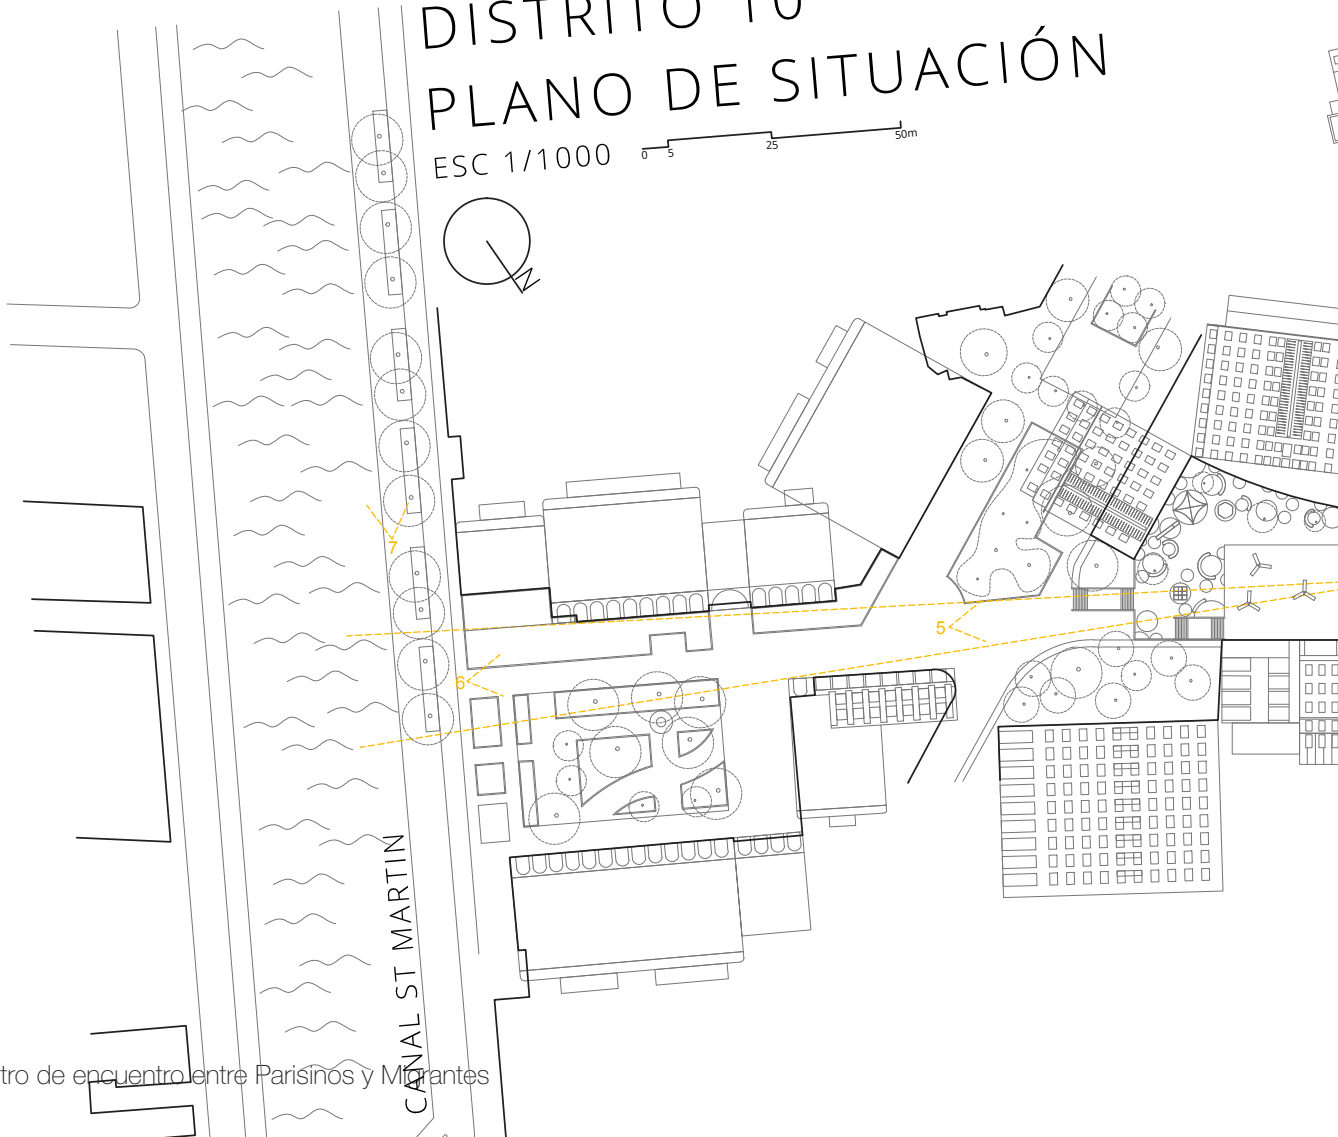 DISTRITO 10
PLANO DE SITUACIÓN
ESC 1/1000
0 5 25 50m
N
7
5
6
CANAL ST MARTIN
tro de encuentro entre Parisinos y Migrantes